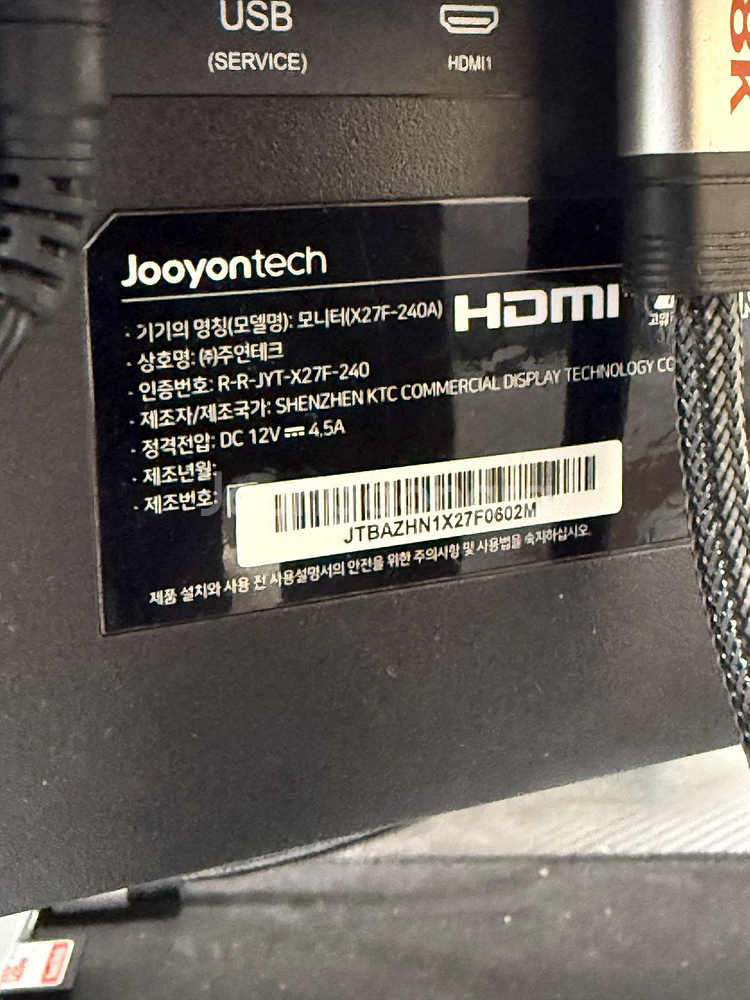 USB
(SERVICE)
HDMI1
8K
Jooyontech
· 기기의 명칭(모델명): 모니터(X27F-240A)
HDMI
· 상호명: ㈜주연테크
· 인증번호: R-R-JYT-X27F-240
· 제조자/제조국가: SHENZHEN KTC COMMERCIAL DISPLAY TECHNOLOGY CO
· 정격전압: DC 12V ⎓ 4.5A
· 제조년월:
· 제조번호:
JTBAZHN1X27F0602M
제품 설치와 사용 전 사용설명서의 안전을 위한 주의사항 및 사용법을 숙지하십시오.